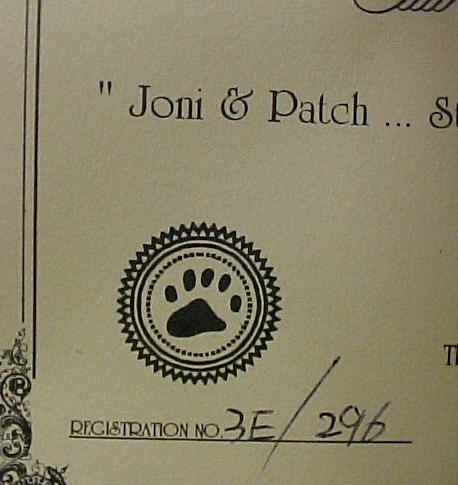 " Joni & Patch ...
REGISTRATION NO. 3E/296